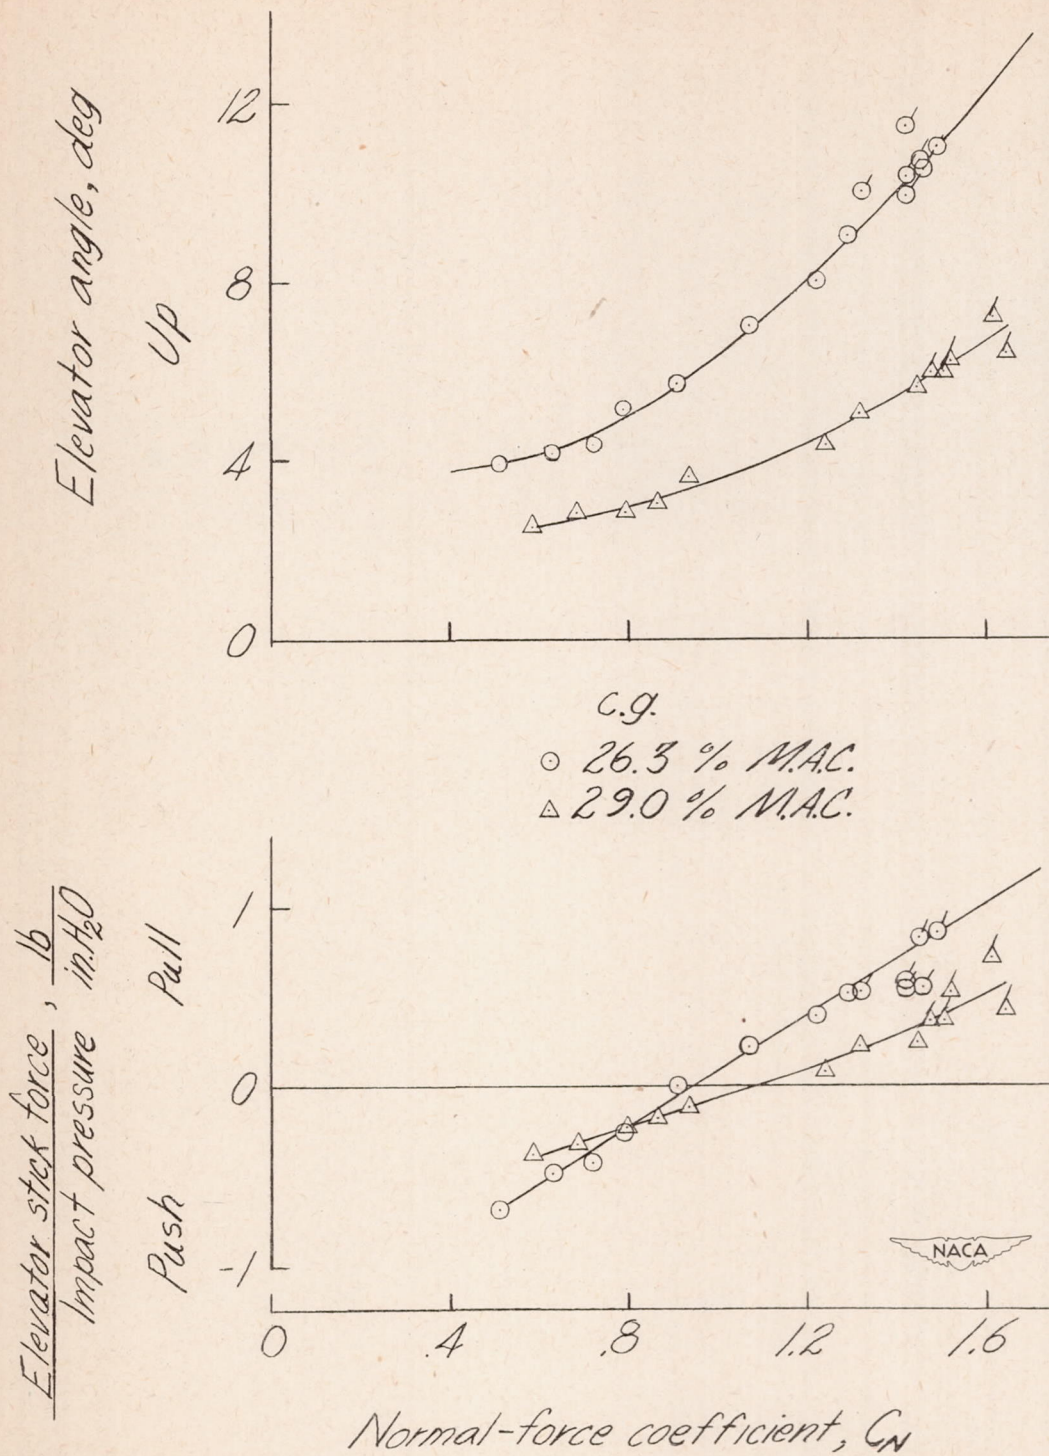 Elevator angle, deg
Up
12
8
4
0
c.g.
⊙ 26.3 % M.A.C.
△ 29.0 % M.A.C.
Elevator stick force, lb
Impact pressure in.H₂O
Pull
Push
1
0
-1
NACA
0 .4 .8 1.2 1.6
Normal-force coefficient, C_N